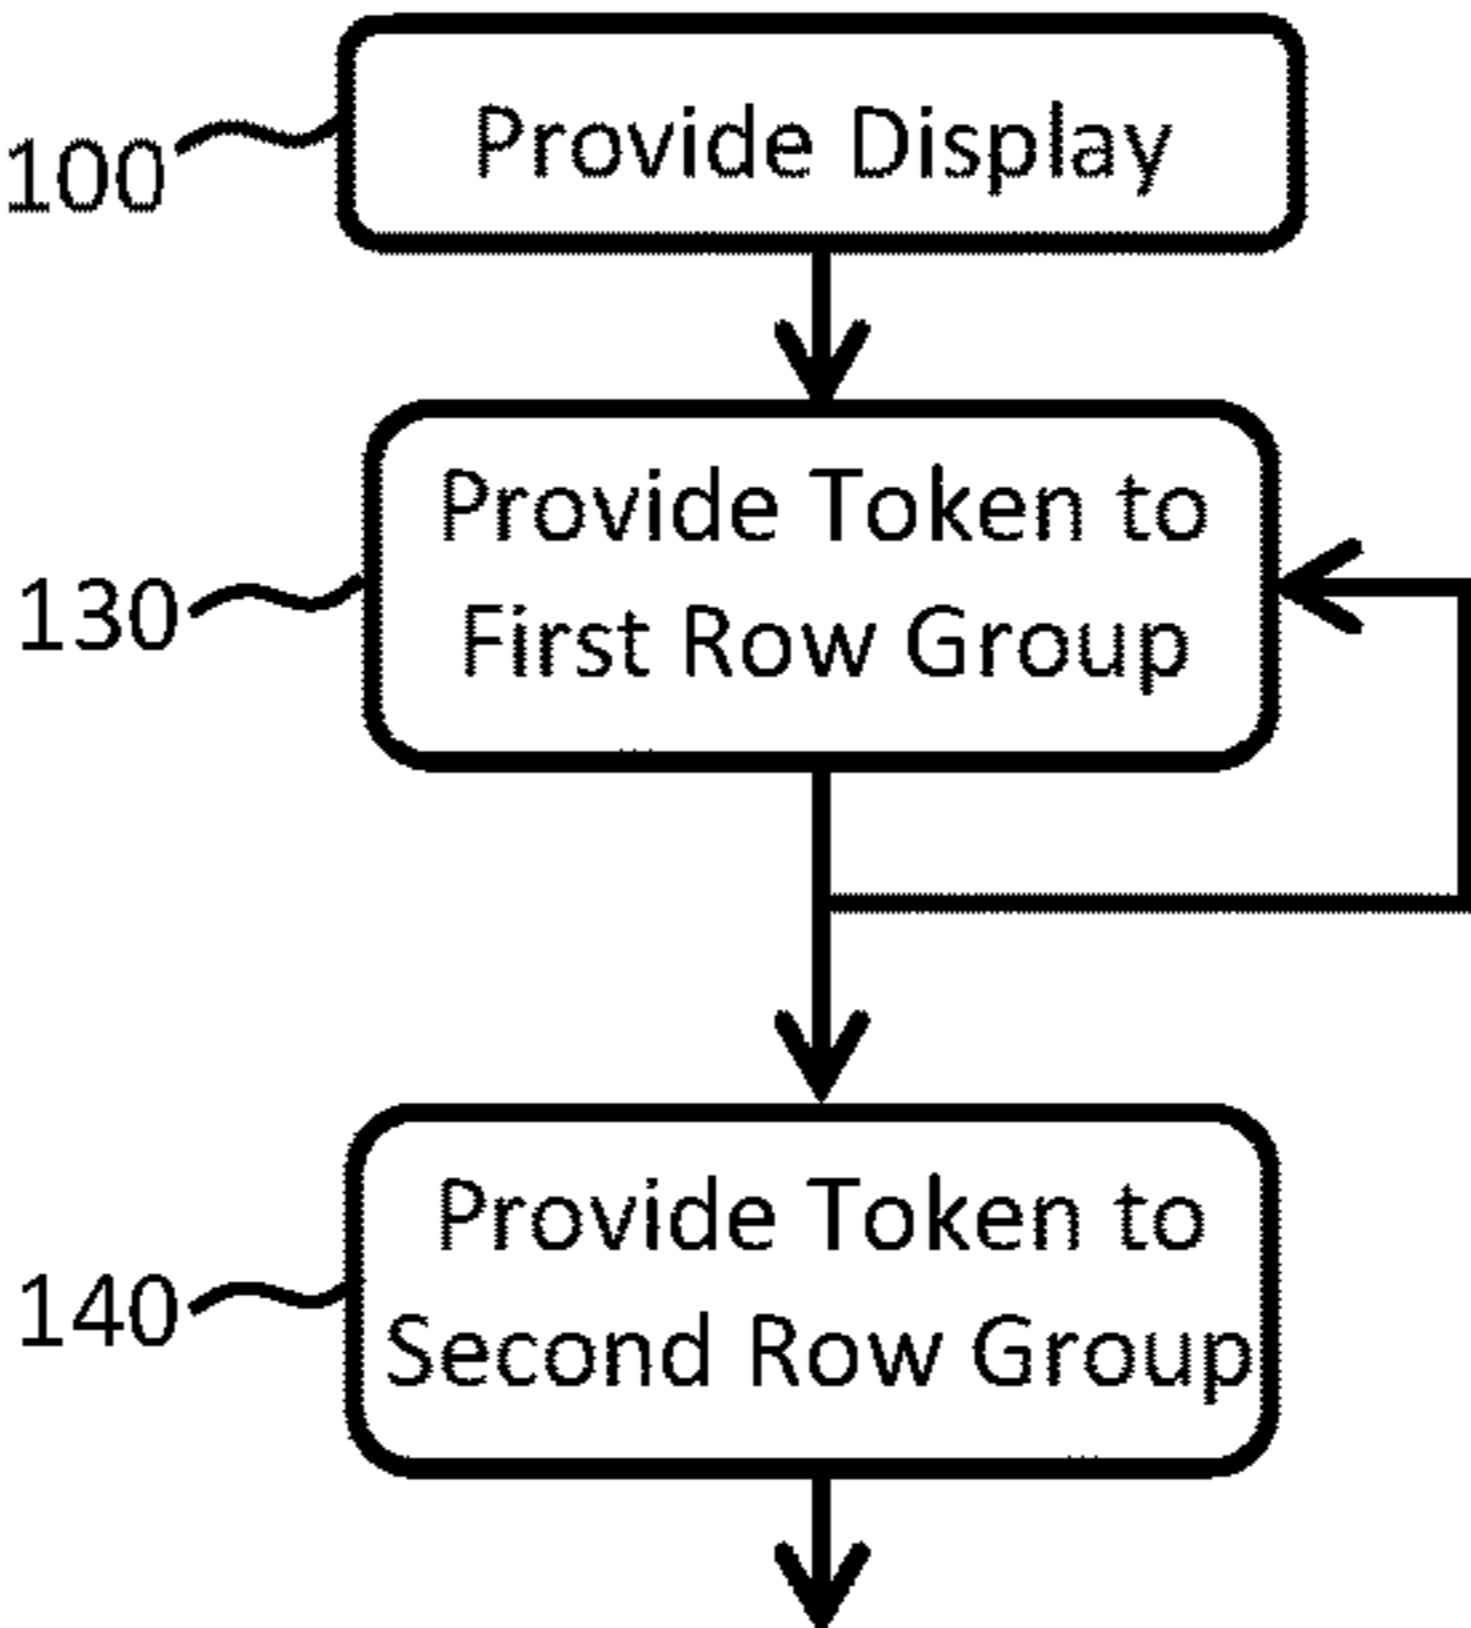 100
Provide Display
130
Provide Token to
First Row Group
140
Provide Token to
Second Row Group